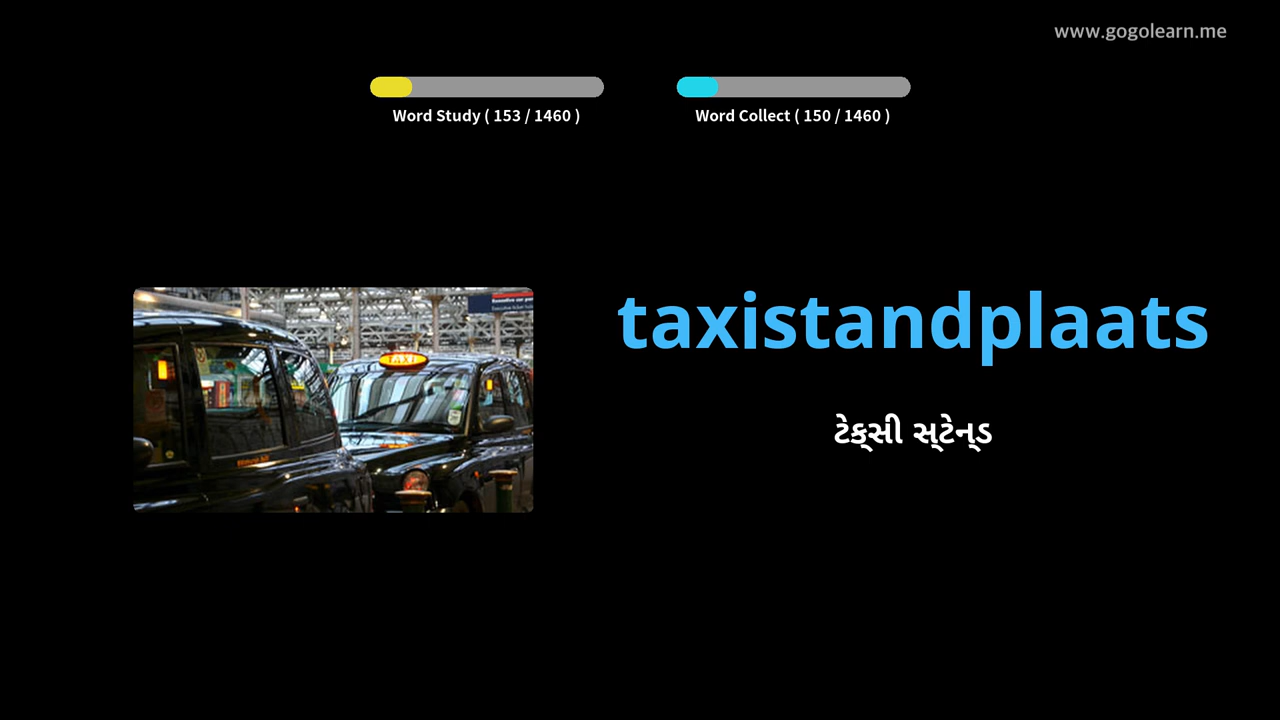 www.gogolearn.me
Word Study ( 153 / 1460 )
Word Collect ( 150 / 1460 )
TAXI
taxistandplaats
ટેક્સી સ્ટેન્ડ